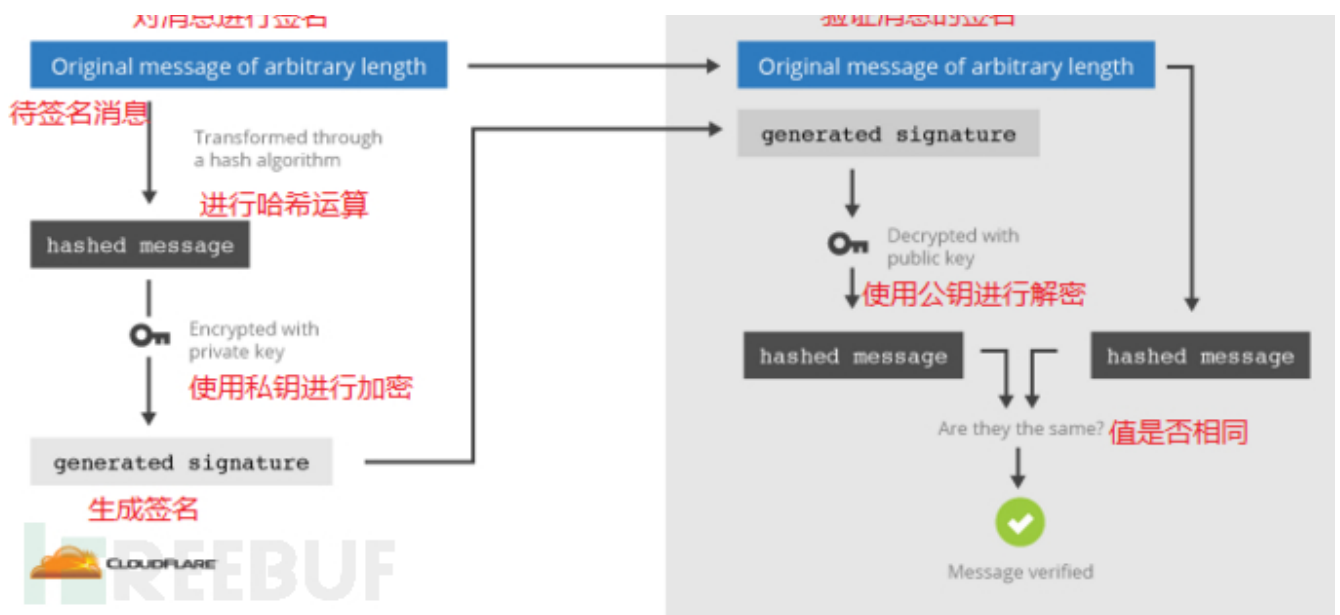 对消息进行签名
Original message of arbitrary length
待签名消息
Transformed through
a hash algorithm
进行哈希运算
hashed message
Encrypted with
private key
使用私钥进行加密
generated signature
生成签名
CLOUDFLARE
FREEBUF
验证消息的签名
Original message of arbitrary length
generated signature
Decrypted with
public key
使用公钥进行解密
hashed message
hashed message
Are they the same?
值是否相同
Message verified